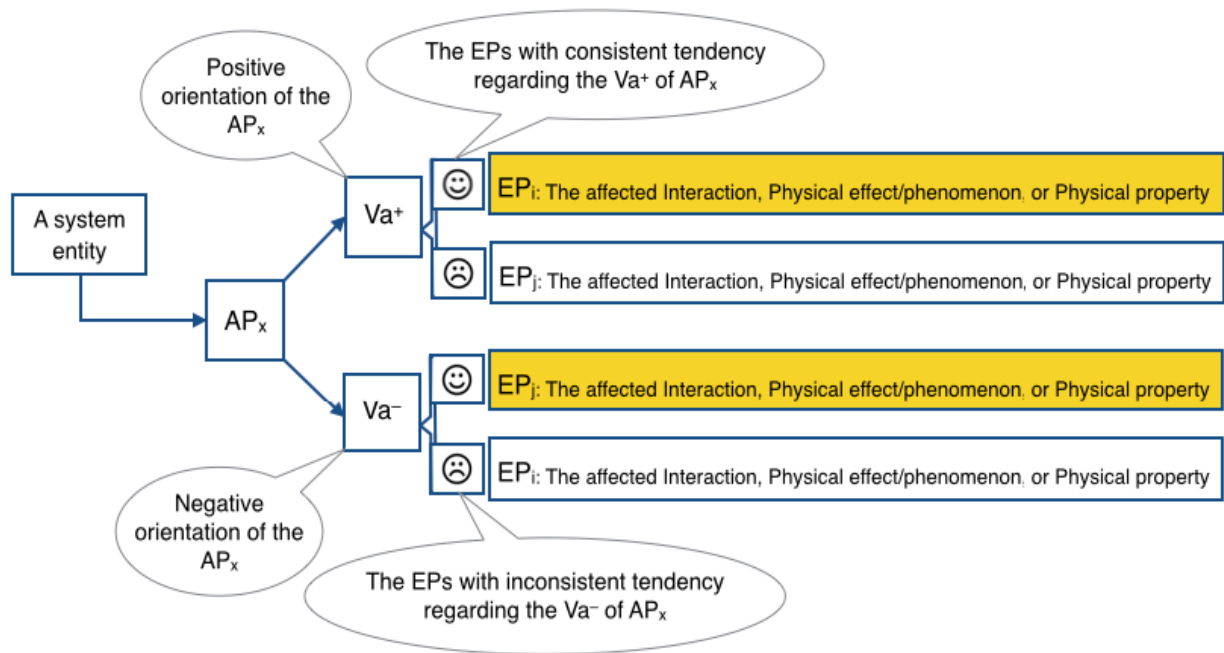 The EPs with consistent tendency
regarding the Va⁺ of APₓ
Positive
orientation of the
APₓ
EPᵢ: The affected Interaction, Physical effect/phenomenon, or Physical property
Va⁺
A system
entity
EPⱼ: The affected Interaction, Physical effect/phenomenon, or Physical property
APₓ
EPⱼ: The affected Interaction, Physical effect/phenomenon, or Physical property
Va⁻
EPᵢ: The affected Interaction, Physical effect/phenomenon, or Physical property
Negative
orientation of the
APₓ
The EPs with inconsistent tendency
regarding the Va⁻ of APₓ